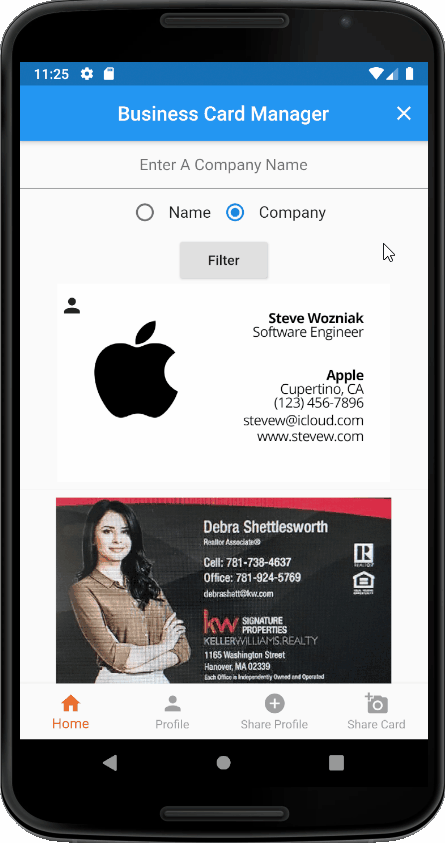 11:25
Business Card Manager
Enter A Company Name
Name Company
Filter
Steve Wozniak
Software Engineer
Apple
Cupertino, CA
(123) 456-7896
stevew@icloud.com
www.stevew.com
Debra Shettlesworth
Realtor Associate®
Cell: 781-738-4637
Office: 781-924-5769
debrashett@kw.com
kw SIGNATURE
PROPERTIES
KELLERWILLIAMS.REALTY
1165 Washington Street
Hanover, MA 02339
Each Office is Independently Owned and Operated
Home Profile Share Profile Share Card